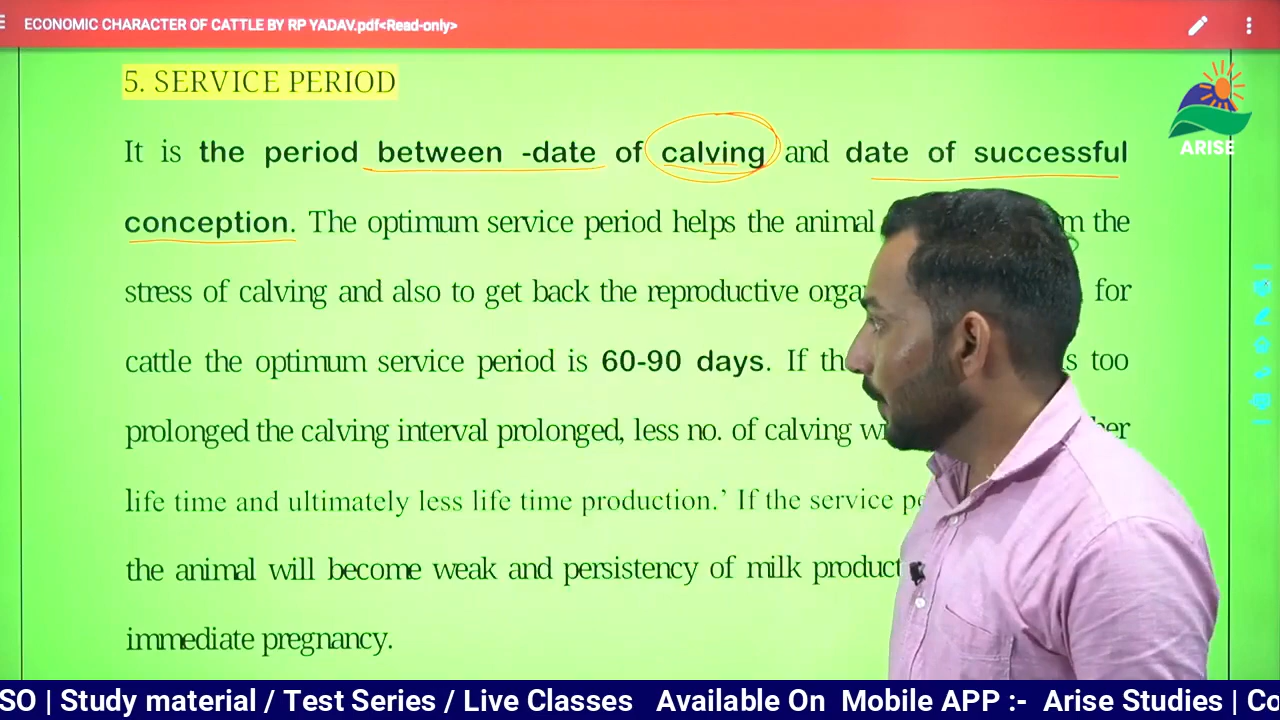 ECONOMIC CHARACTER OF CATTLE BY RP YADAV.pdf<Read-only>
5. SERVICE PERIOD
ARISE
It is the period between -date of calving and date of successful
conception. The optimum service period helps the animal the
stress of calving and also to get back the reproductive for
cattle the optimum service period is 60-90 days. If too
prolonged the calving interval prolonged, less no. of calving
life time and ultimately less life time production.’ If the service
the animal will become weak and persistency of milk
immediate pregnancy.
SO | Study material / Test Series / Live Classes Available On Mobile APP :- Arise Studies |